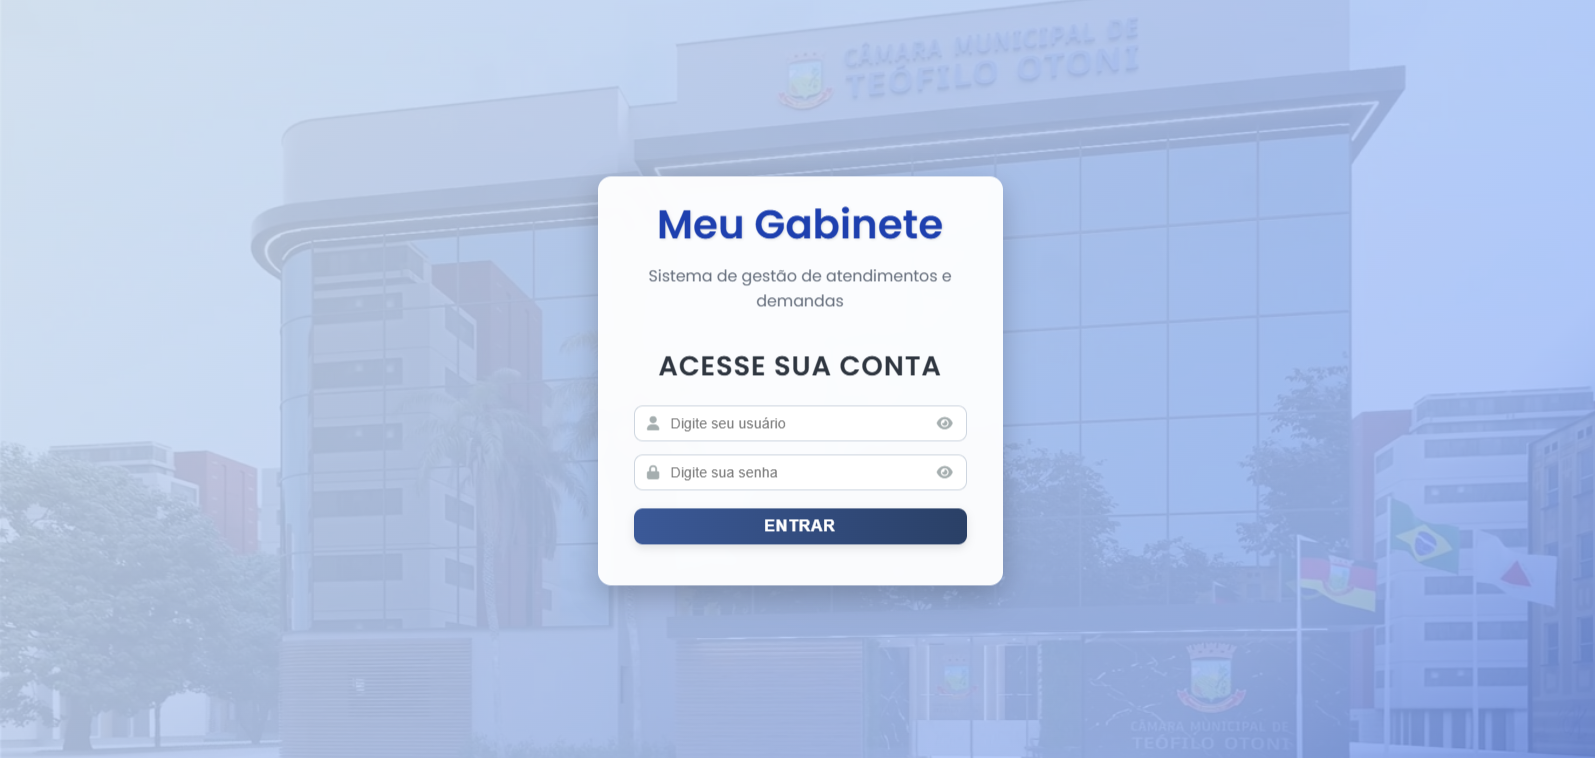 CÂMARA MUNICIPAL DE
TEÓFILO OTONI
Meu Gabinete
Sistema de gestão de atendimentos e
demandas
ACESSE SUA CONTA
Digite seu usuário
Digite sua senha
ENTRAR
CÂMARA MUNICIPAL DE
TEÓFILO OTONI